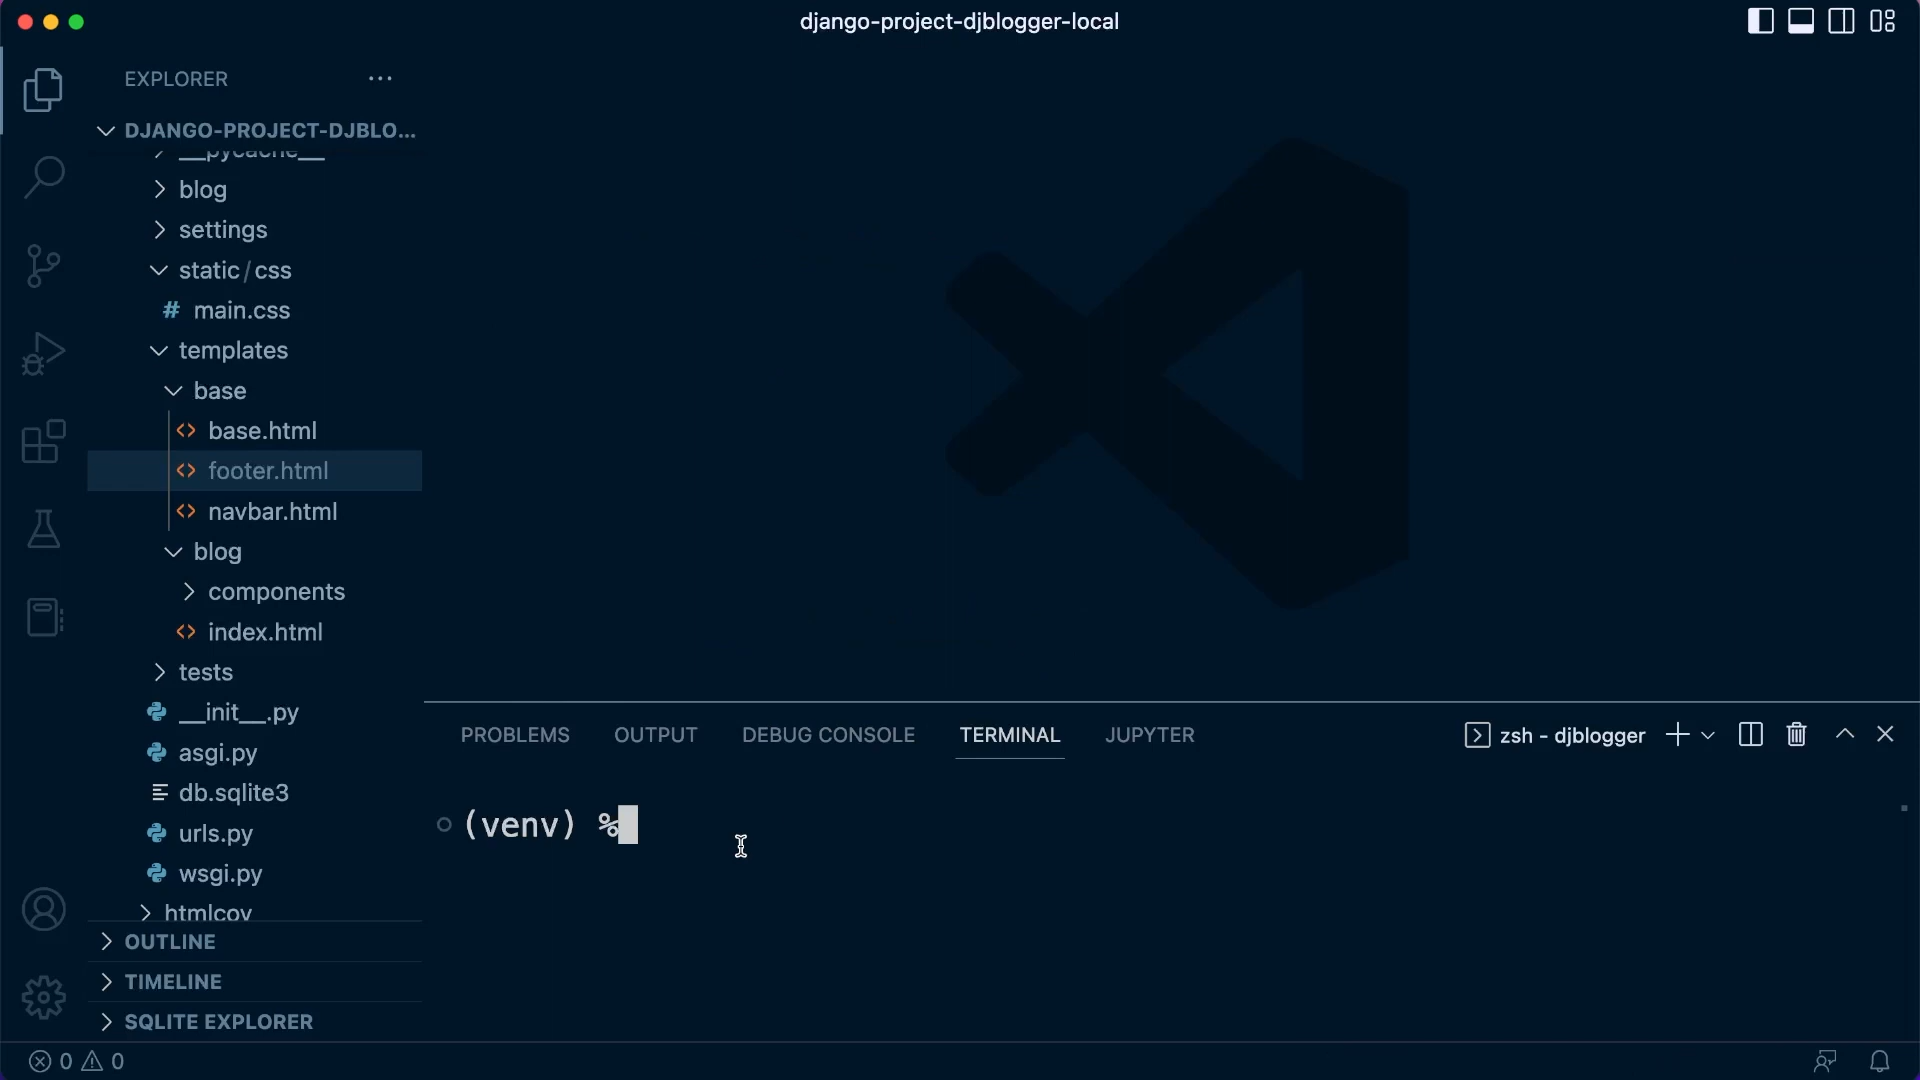 django-project-djblogger-local
EXPLORER
DJANGO-PROJECT-DJBLO...
__pycache__
blog
settings
static/css
# main.css
templates
base
<> base.html
<> footer.html
<> navbar.html
blog
components
<> index.html
tests
__init__.py
asgi.py
db.sqlite3
urls.py
wsgi.py
htmlcov
OUTLINE
TIMELINE
SQLITE EXPLORER
PROBLEMS OUTPUT DEBUG CONSOLE TERMINAL JUPYTER zsh - djblogger
(venv) %
0 0